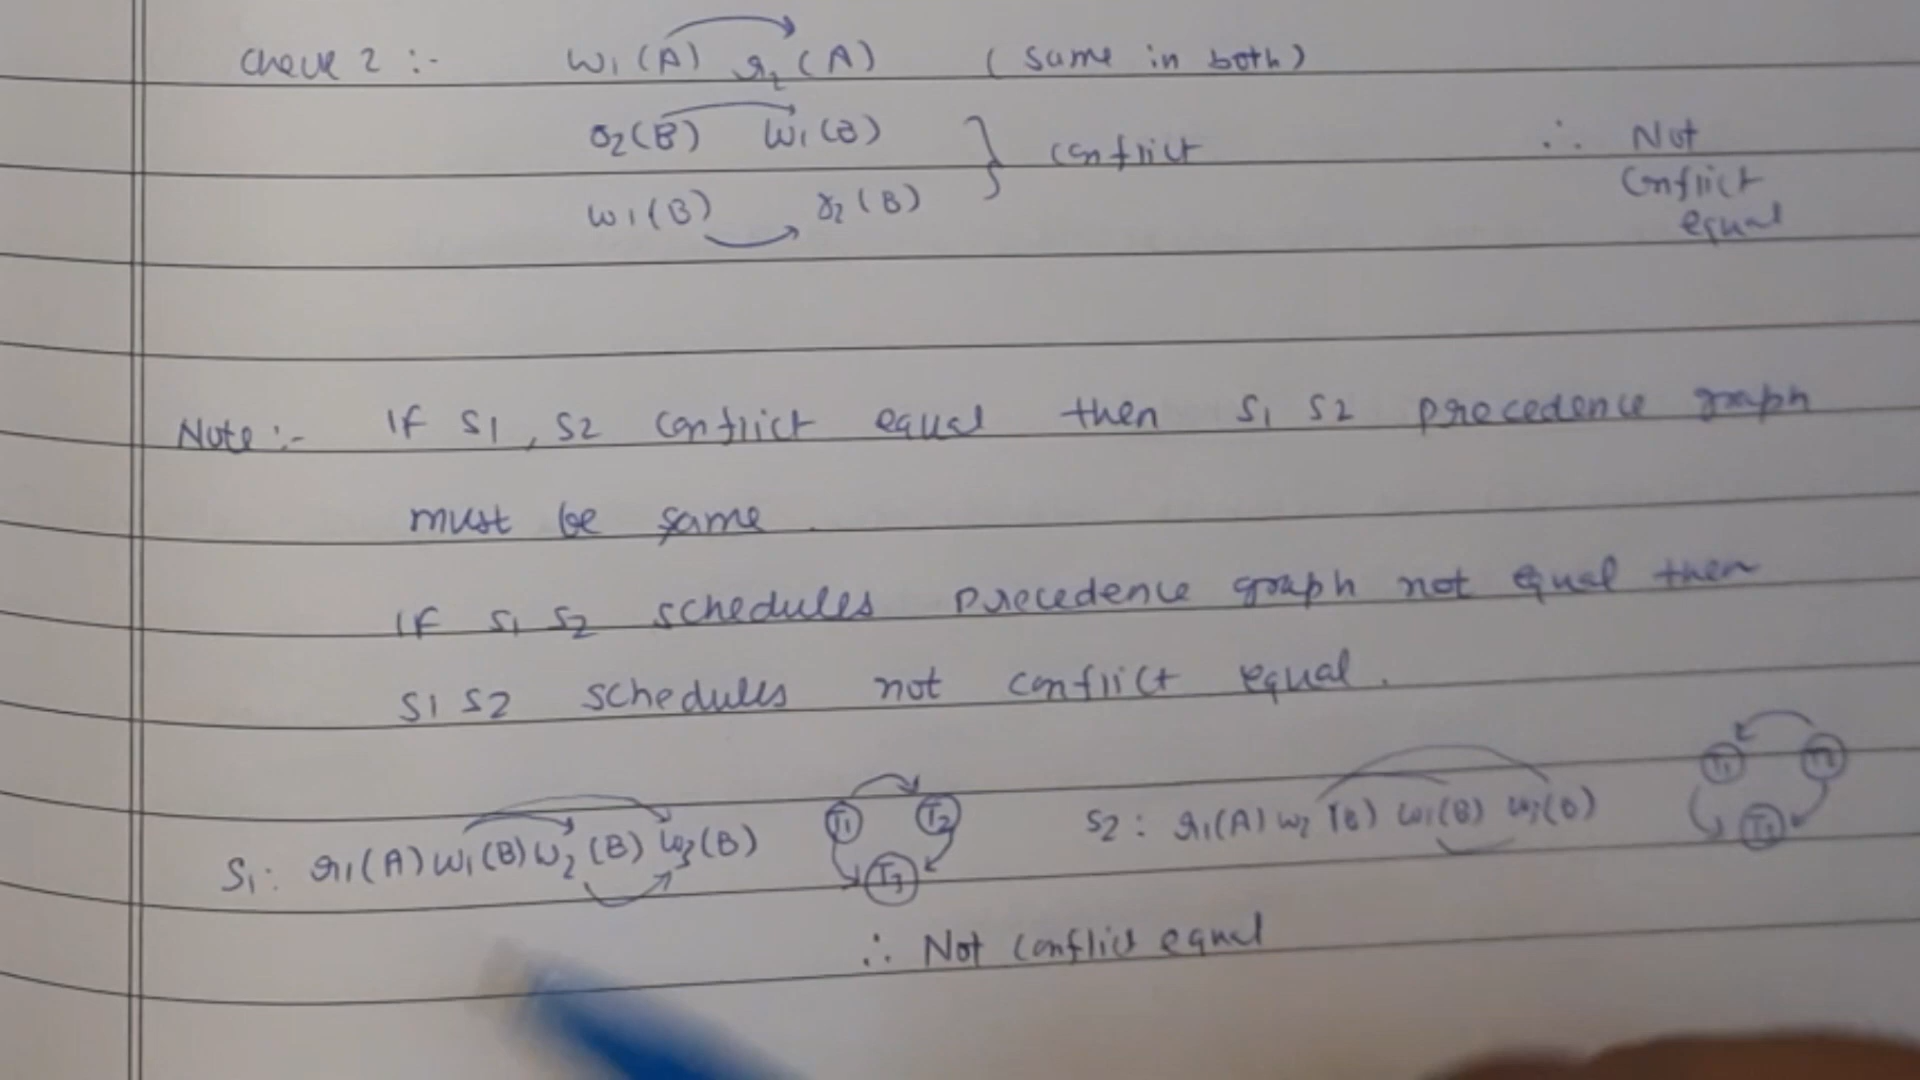 Check 2 :- W1(A) r2(A) (same in both)
r2(B) W1(B) } conflict ∴ Not
w1(B) r2(B) conflict
equal
Note:- If S1, S2 conflict equal then S1 S2 precedence graph
must be same.
If S1 S2 schedules precedence graph not equal then
S1 S2 schedules not conflict equal.
S1: r1(A) w1(B) w2(B) w3(B) T1 T2 T3
S2: r1(A) w2(B) w1(B) w3(B) T1 T2 T3
∴ Not conflict equal